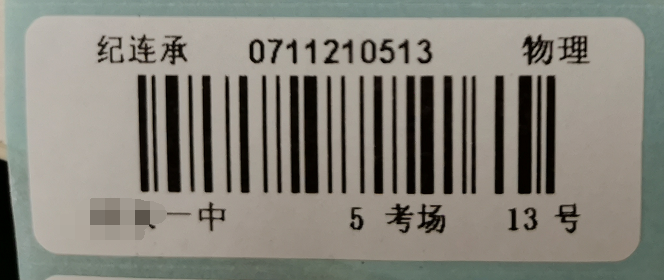 纪连承 0711210513 物理
一中 5 考场 13 号